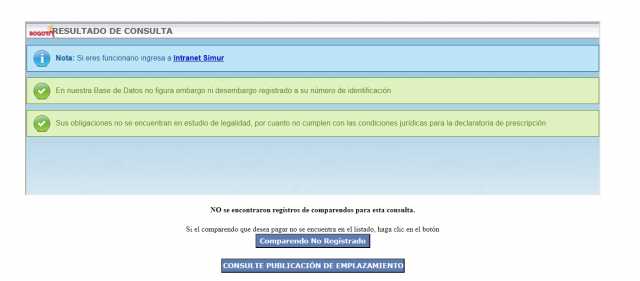 BOGOTÁ RESULTADO DE CONSULTA
Nota: Si eres funcionario ingresa a Intranet Simur
En nuestra Base de Datos no figura embargo ni desembargo registrado a su número de identificación
Sus obligaciones no se encuentran en estudio de legalidad, por cuanto no cumplen con las condiciones jurídicas para la declaratoria de prescripción
NO se encontraron registros de comparendos para esta consulta.
Si el comparendo que desea pagar no se encuentra en el listado, haga clic en el botón
Comparendo No Registrado
CONSULTE PUBLICACIÓN DE EMPLAZAMIENTO